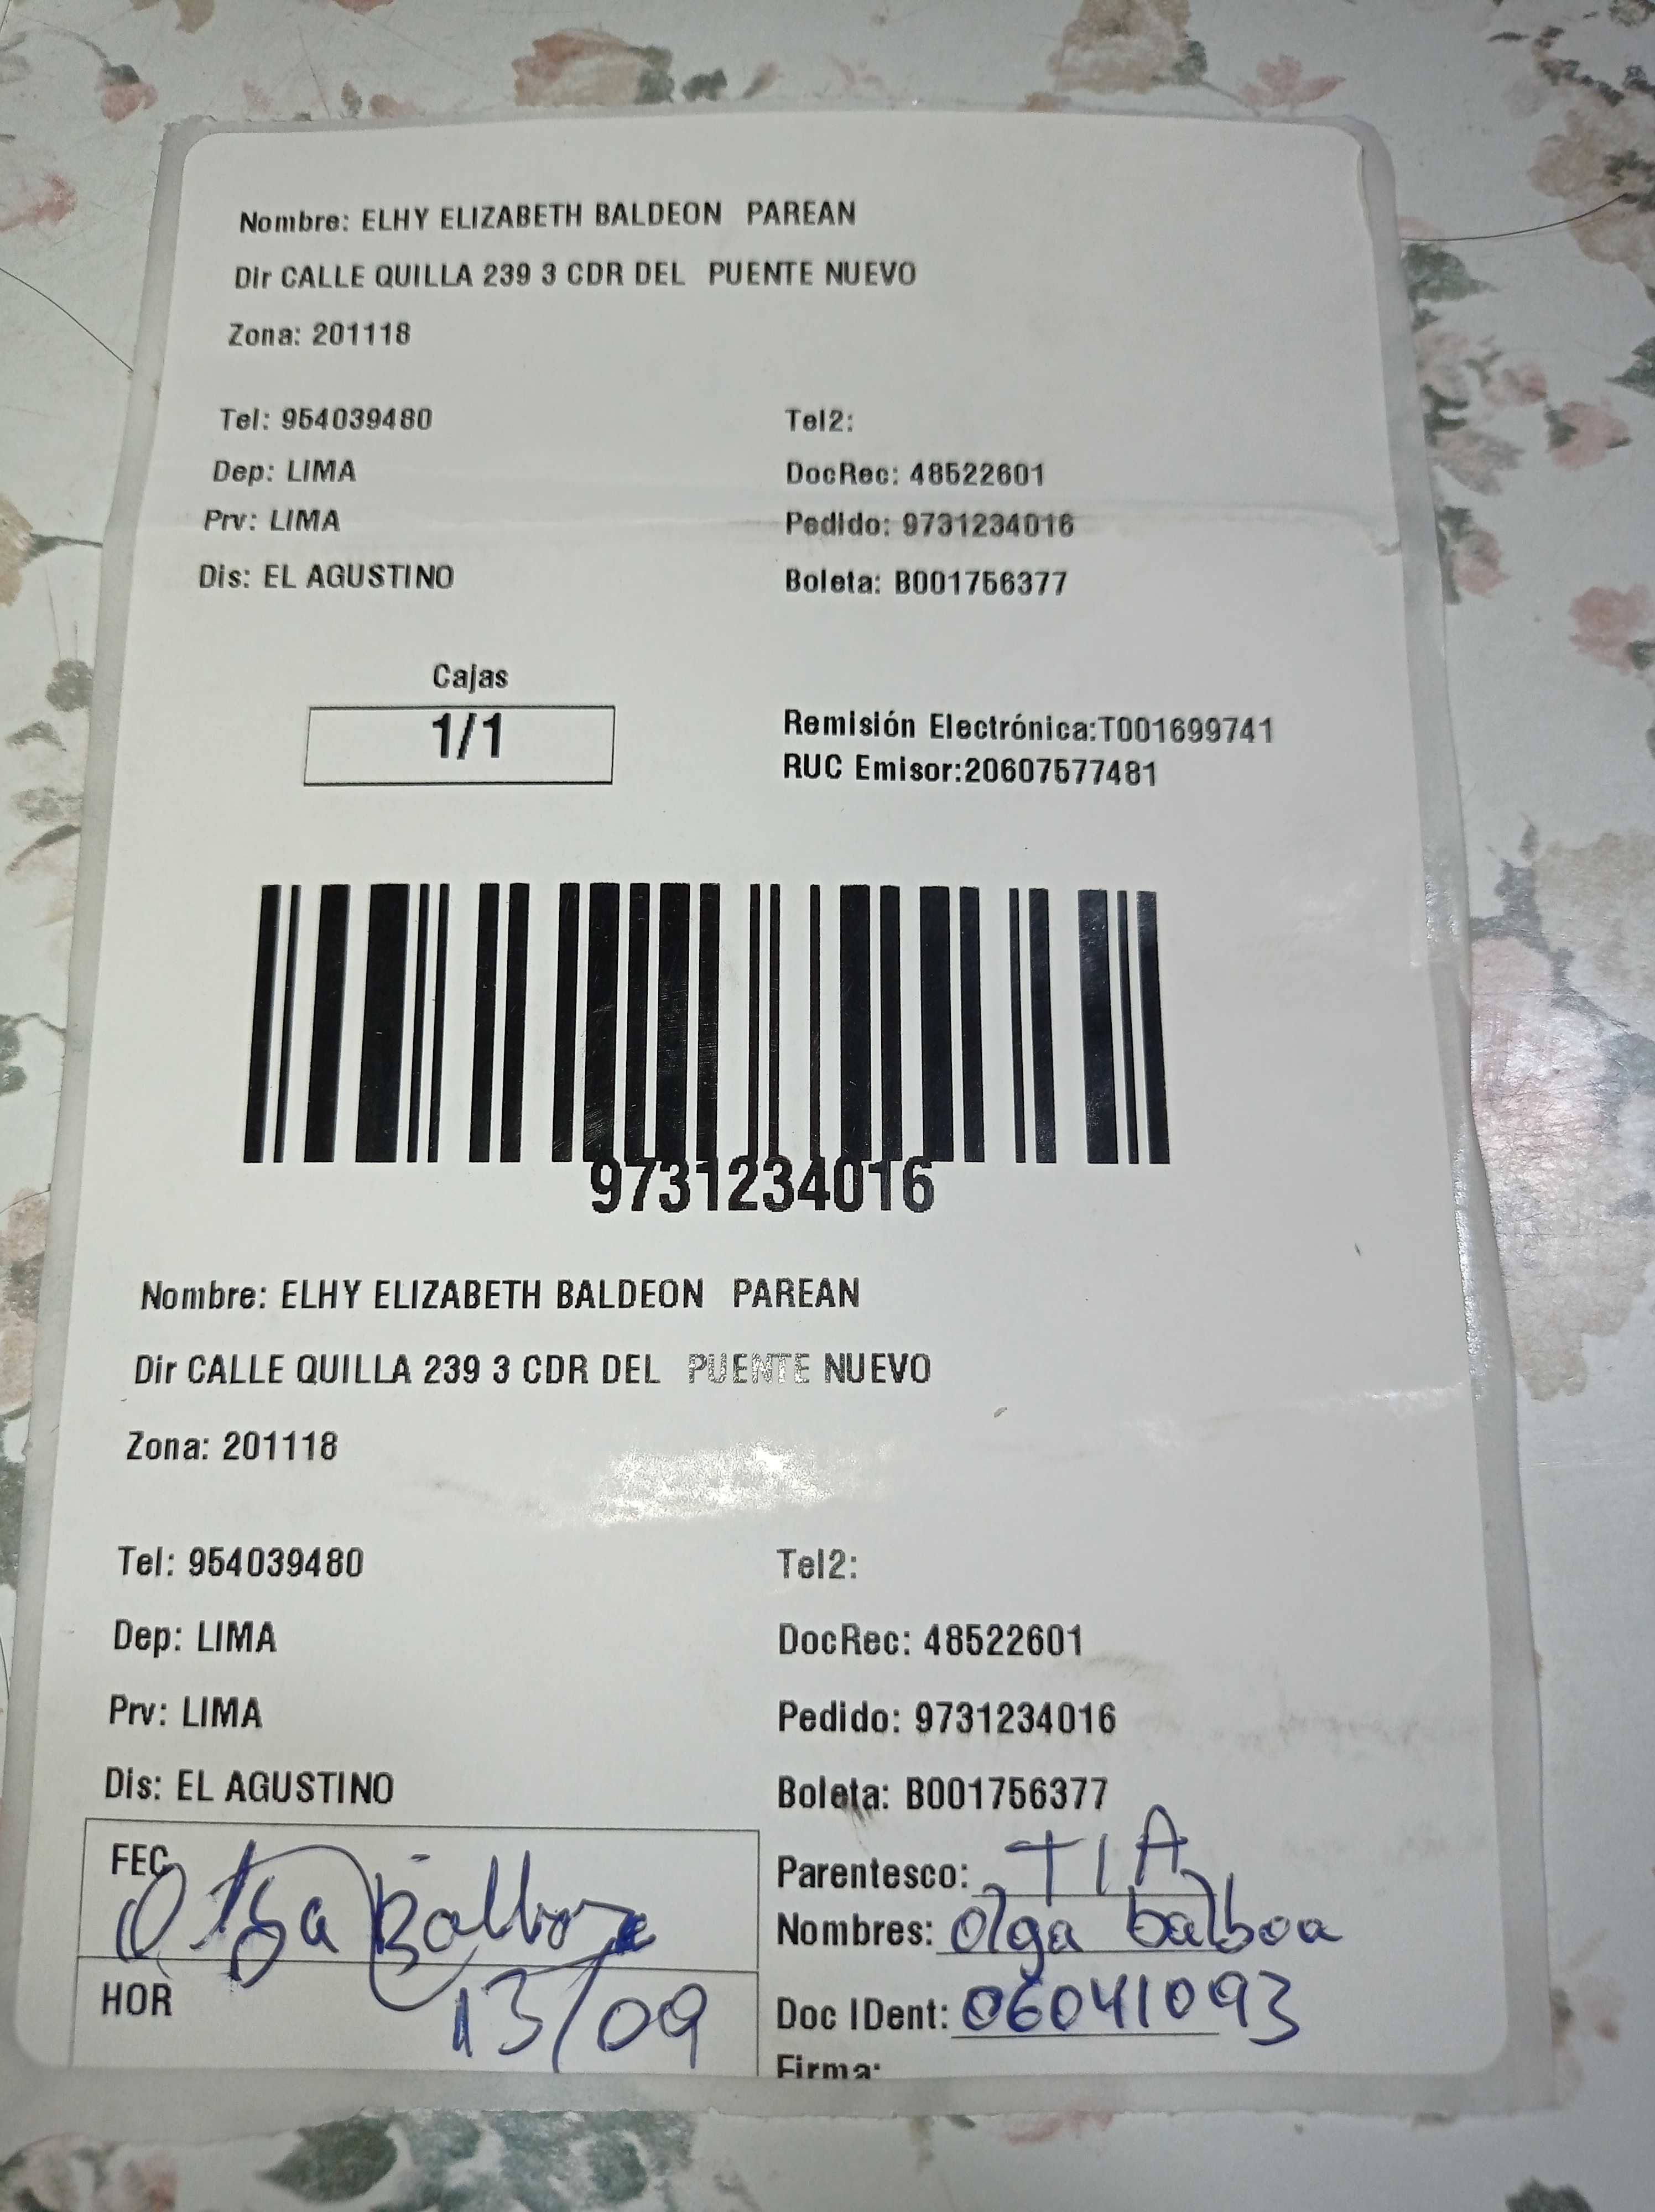 Nombre: ELHY ELIZABETH BALDEON PAREAN
Dir CALLE QUILLA 239 3 CDR DEL PUENTE NUEVO
Zona: 201118
Tel: 954039480 Tel2:
Dep: LIMA DocRec: 48522601
Prv: LIMA Pedido: 9731234016
Dis: EL AGUSTINO Boleta: B001756377
Cajas
1/1
Remisión Electrónica:T001699741
RUC Emisor:20607577481
9731234016
Nombre: ELHY ELIZABETH BALDEON PAREAN
Dir CALLE QUILLA 239 3 CDR DEL PUENTE NUEVO
Zona: 201118
Tel: 954039480 Tel2:
Dep: LIMA DocRec: 48522601
Prv: LIMA Pedido: 9731234016
Dis: EL AGUSTINO Boleta: B001756377
FEC
Olga Balboa
HOR
13/09
Parentesco: TIA
Nombres: Olga balboa
Doc IDent: 06041093
Firma: